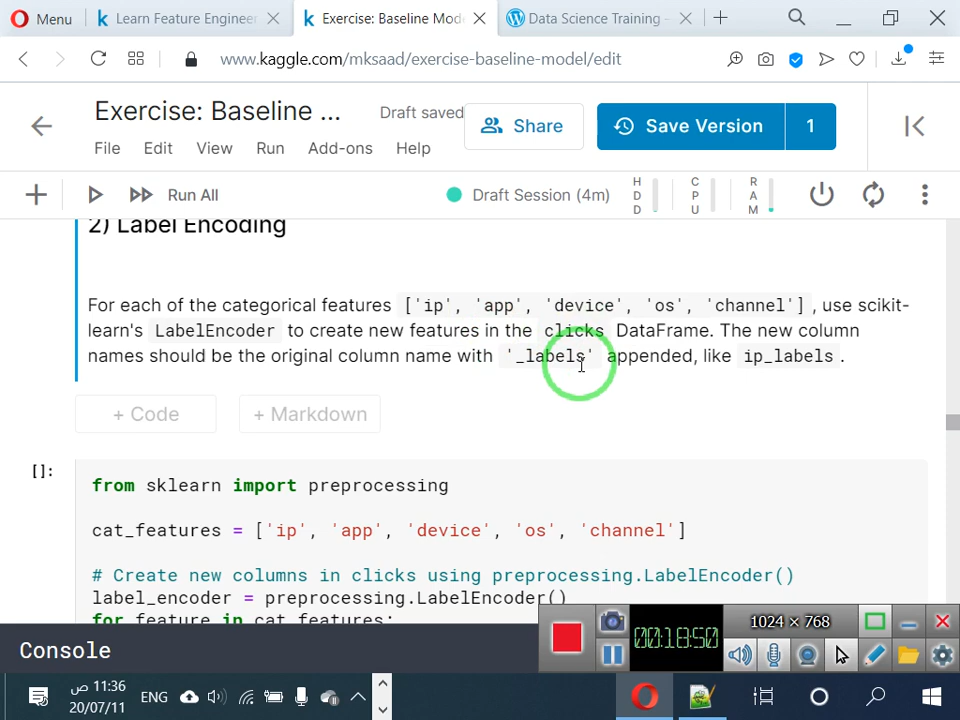 Menu
Learn Feature Engineer
Exercise: Baseline Mode
Data Science Training –
www.kaggle.com/mksaad/exercise-baseline-model/edit
Exercise: Baseline ...
Draft saved
Share
Save Version
1
File Edit View Run Add-ons Help
Run All
Draft Session (4m)
HDD
CPU
RAM
2) Label Encoding
For each of the categorical features ['ip', 'app', 'device', 'os', 'channel'], use scikit-
learn's LabelEncoder to create new features in the clicks DataFrame. The new column
names should be the original column name with '_labels' appended, like ip_labels.
+ Code
+ Markdown
[]:
from sklearn import preprocessing
cat_features = ['ip', 'app', 'device', 'os', 'channel']
# Create new columns in clicks using preprocessing.LabelEncoder()
label_encoder = preprocessing.LabelEncoder()
for feature in cat_features:
Console
00:18:50
1024 × 768
11:36 ص
20/07/11
ENG